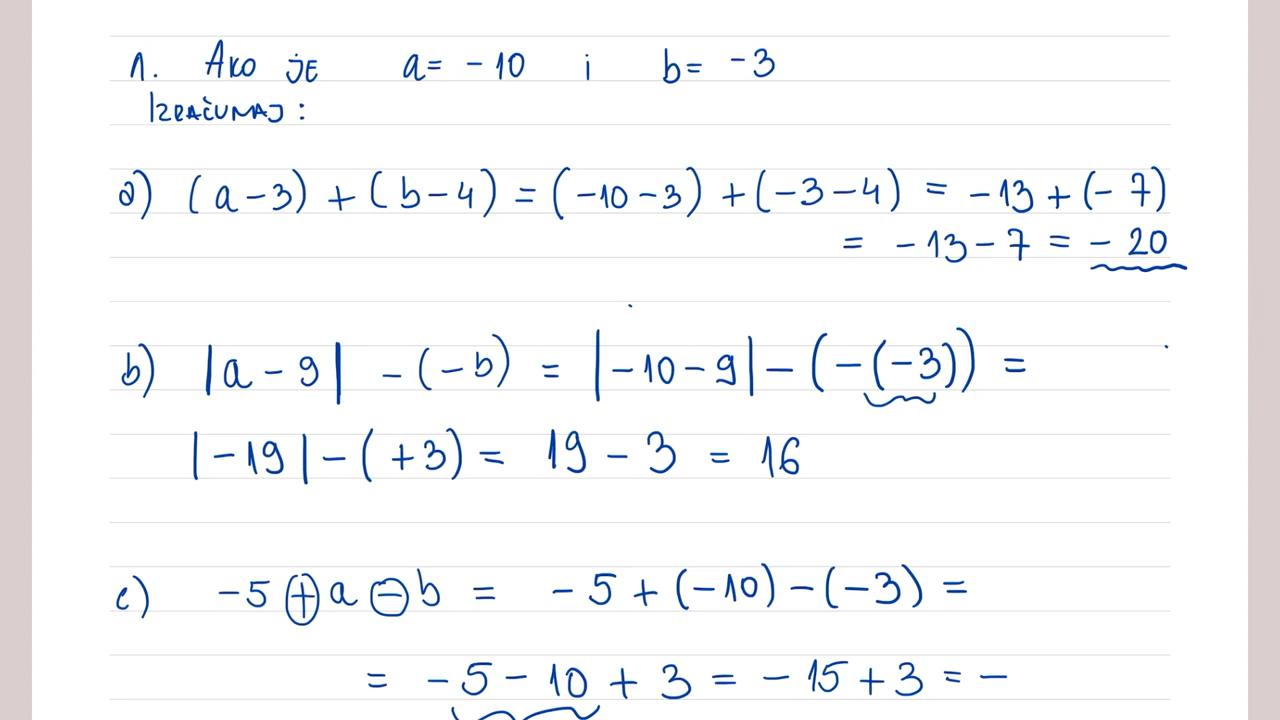 1. Ako je a = -10 i b = -3
Izračunaj:
a) (a-3) + (b-4) = (-10-3) + (-3-4) = -13 + (-7)
= -13 - 7 = -20
b) |a-9| - (-b) = |-10-9| - (-(-3)) =
|-19| - (+3) = 19 - 3 = 16
c) -5 + a - b = -5 + (-10) - (-3) =
= -5 - 10 + 3 = -15 + 3 = -